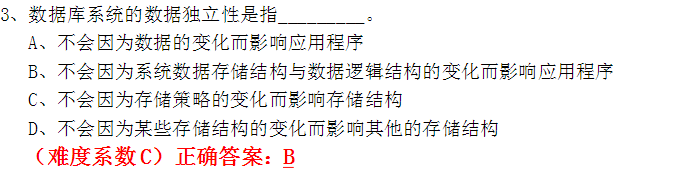 3、数据库系统的数据独立性是指_________。
A、不会因为数据的变化而影响应用程序
B、不会因为系统数据存储结构与数据逻辑结构的变化而影响应用程序
C、不会因为存储策略的变化而影响存储结构
D、不会因为某些存储结构的变化而影响其他的存储结构
（难度系数C）正确答案：B